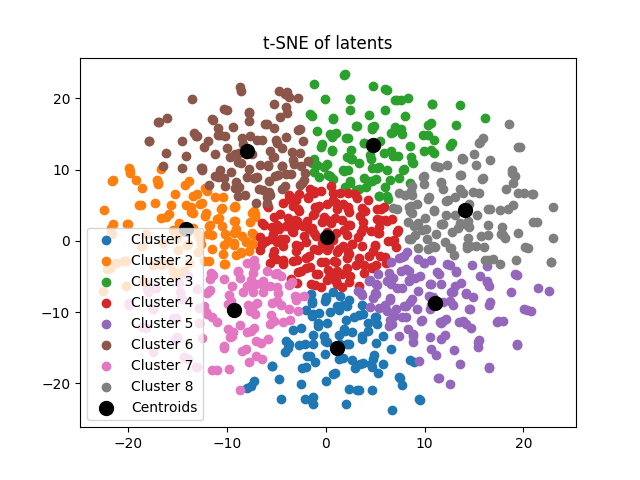 t-SNE of latents
20
10
0
−10
−20
Cluster 1
Cluster 2
Cluster 3
Cluster 4
Cluster 5
Cluster 6
Cluster 7
Cluster 8
Centroids
−20 −10 0 10 20